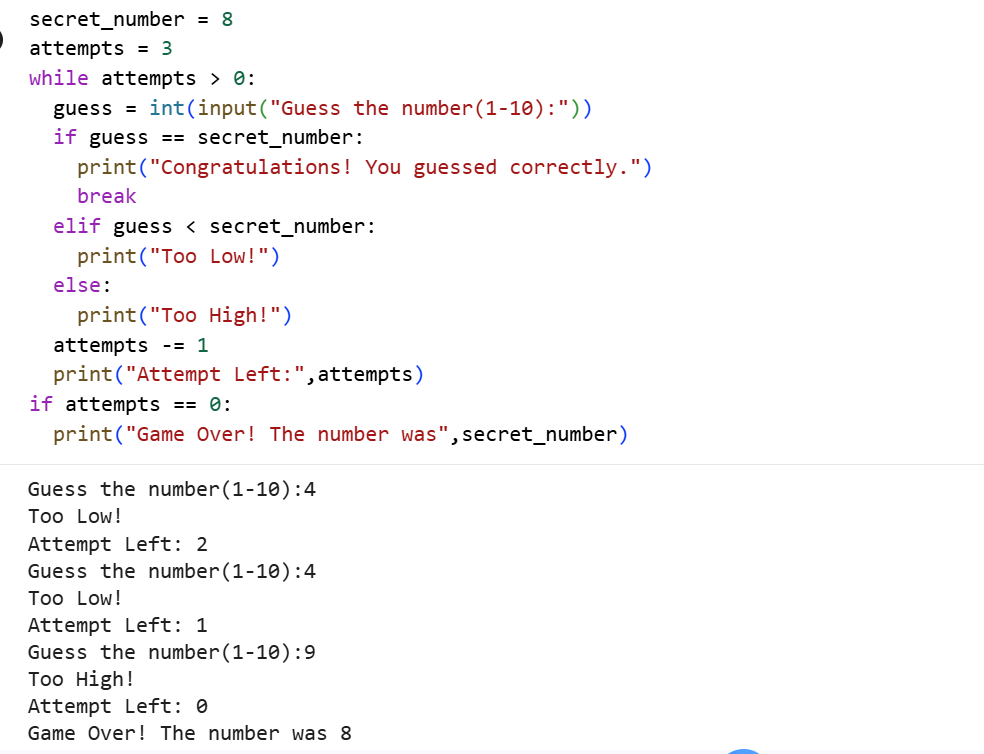 secret_number = 8
attempts = 3
while attempts > 0:
  guess = int(input("Guess the number(1-10):"))
  if guess == secret_number:
    print("Congratulations! You guessed correctly.")
    break
  elif guess < secret_number:
    print("Too Low!")
  else:
    print("Too High!")
  attempts -= 1
  print("Attempt Left:",attempts)
if attempts == 0:
  print("Game Over! The number was",secret_number)
Guess the number(1-10):4
Too Low!
Attempt Left: 2
Guess the number(1-10):4
Too Low!
Attempt Left: 1
Guess the number(1-10):9
Too High!
Attempt Left: 0
Game Over! The number was 8